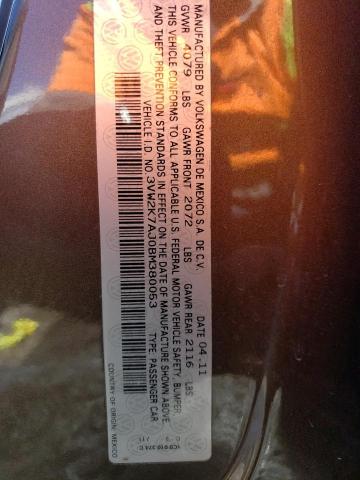 MANUFACTURED BY VOLKSWAGEN DE MEXICO S.A. DE C.V. DATE 04.11
GVWR 4079 LBS GAWR FRONT 2072 LBS GAWR REAR 2116 LBS
THIS VEHICLE CONFORMS TO ALL APPLICABLE U.S. FEDERAL MOTOR VEHICLE SAFETY, BUMPER
AND THEFT PREVENTION STANDARDS IN EFFECT ON THE DATE OF MANUFACTURE SHOWN ABOVE
VEHICLE I.D. NO. 3VW2K7AJ0BM380053 TYPE: PASSENGER CAR
COUNTRY OF ORIGIN: MEXICO